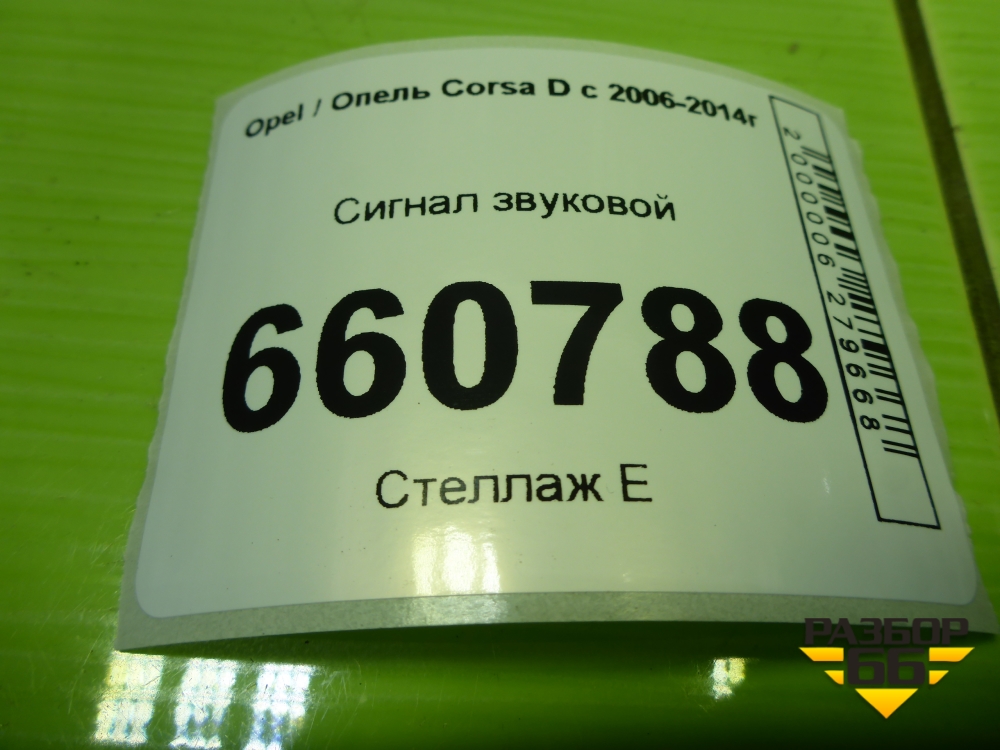 Opel / Опель Corsa D с 2006-2014г
Сигнал звуковой
660788
Стеллаж Е
2000006279668
РАЗБОР
66